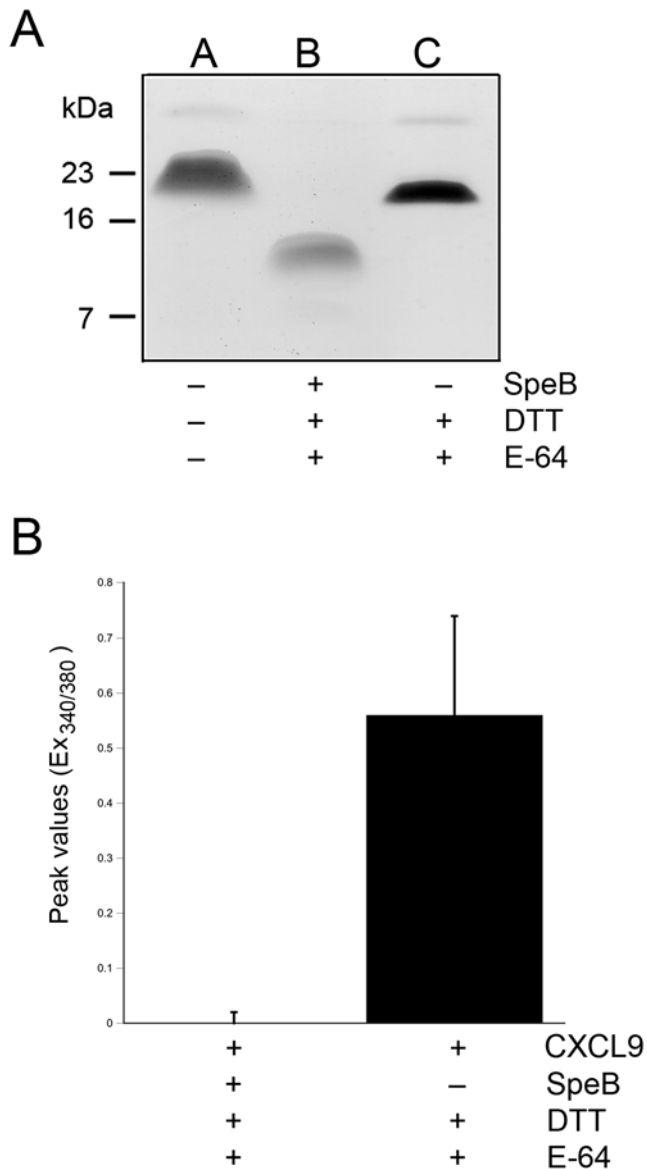 A
A B C
kDa
23
16
7
– + – SpeB
– + + DTT
– + + E-64
B
Peak values (Ex340/380)
0.8
0.7
0.6
0.5
0.4
0.3
0.2
0.1
0
+ + CXCL9
+ – SpeB
+ + DTT
+ + E-64